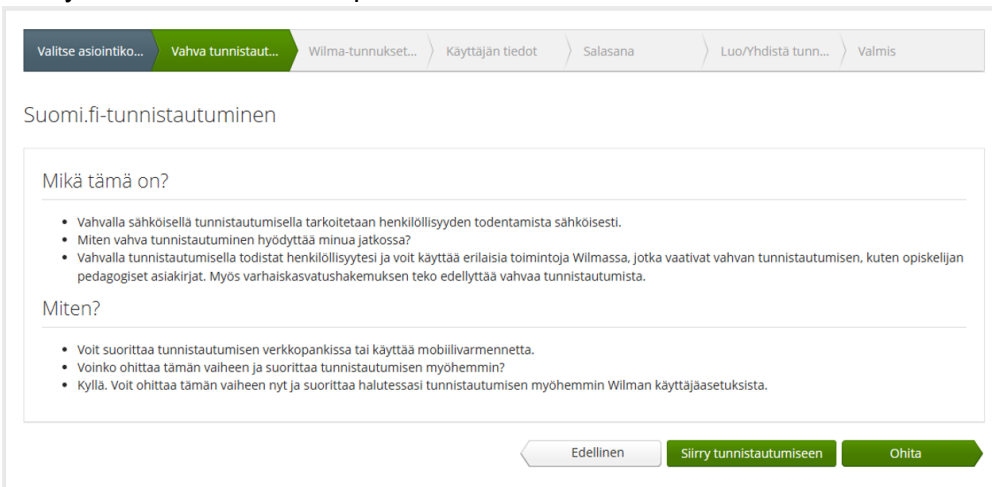 Valitse asiointiko...
Vahva tunnistaut...
Wilma-tunnukset...
Käyttäjän tiedot
Salasana
Luo/Yhdistä tunn...
Valmis
Suomi.fi-tunnistautuminen
Mikä tämä on?
• Vahvalla sähköisellä tunnistautumisella tarkoitetaan henkilöllisyyden todentamista sähköisesti.
• Miten vahva tunnistautuminen hyödyttää minua jatkossa?
• Vahvalla tunnistautumisella todistat henkilöllisyytesi ja voit käyttää erilaisia toimintoja Wilmassa, jotka vaativat vahvan tunnistautumisen, kuten opiskelijan
pedagogiset asiakirjat. Myös varhaiskasvatushakemuksen teko edellyttää vahvaa tunnistautumista.
Miten?
• Voit suorittaa tunnistautumisen verkkopankissa tai käyttää mobiilivarmennetta.
• Voinko ohittaa tämän vaiheen ja suorittaa tunnistautumisen myöhemmin?
• Kyllä. Voit ohittaa tämän vaiheen nyt ja suorittaa halutessasi tunnistautumisen myöhemmin Wilman käyttäjäasetuksista.
Edellinen
Siirry tunnistautumiseen
Ohita